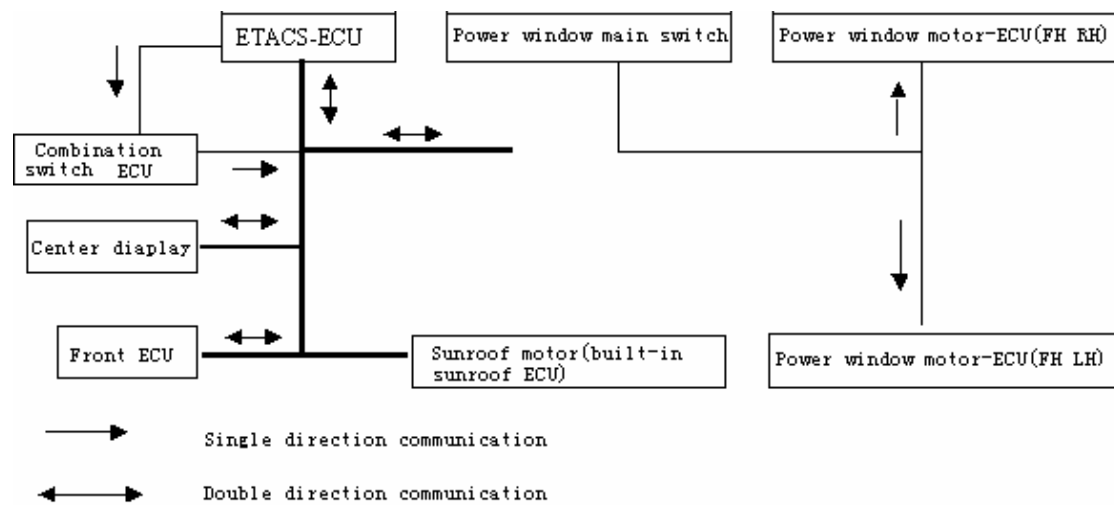 ETACS-ECU
Power window main switch
Power window motor-ECU(FH RH)
Combination
switch ECU
Center diaplay
Front ECU
Sunroof motor(built-in
sunroof ECU)
Power window motor-ECU(FH LH)
Single direction communication
Double direction communication